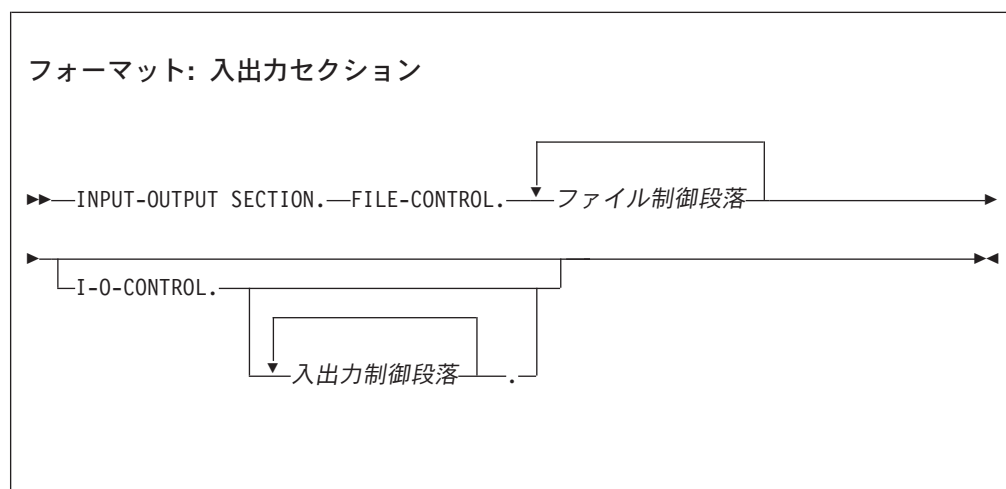 フォーマット: 入出力セクション
INPUT-OUTPUT SECTION. FILE-CONTROL. ファイル制御段落
I-O-CONTROL.
入出力制御段落 .